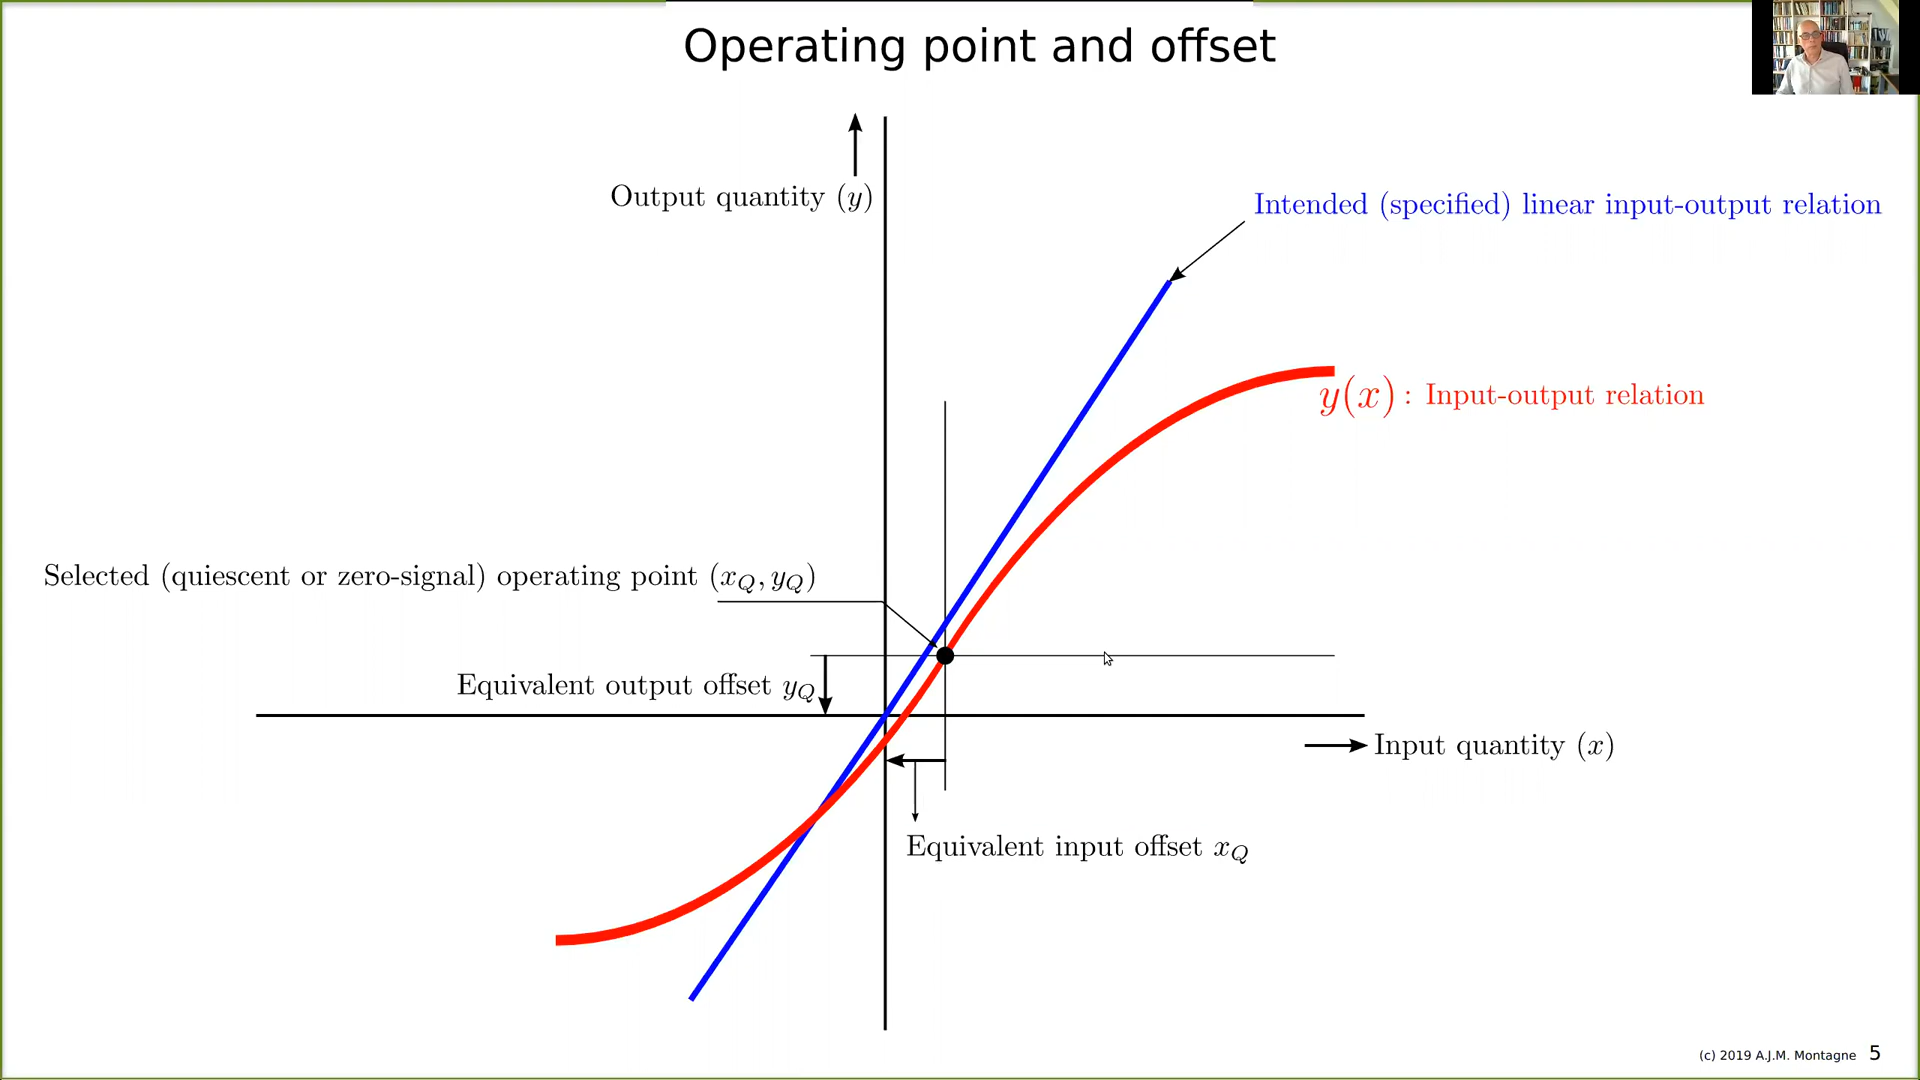 Operating point and offset
Output quantity (y)
Intended (specified) linear input-output relation
y(x) : Input-output relation
Selected (quiescent or zero-signal) operating point (x_Q, y_Q)
Equivalent output offset y_Q
Input quantity (x)
Equivalent input offset x_Q
(c) 2019 A.J.M. Montagne 5